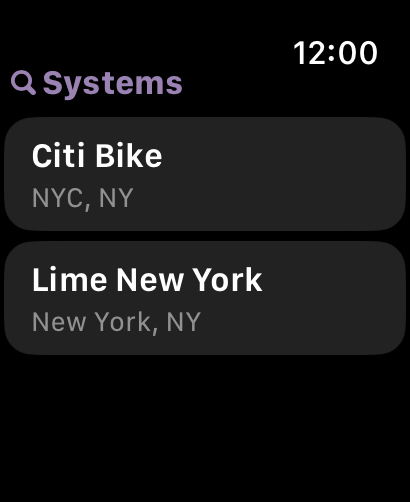 12:00
Systems
Citi Bike
NYC, NY
Lime New York
New York, NY